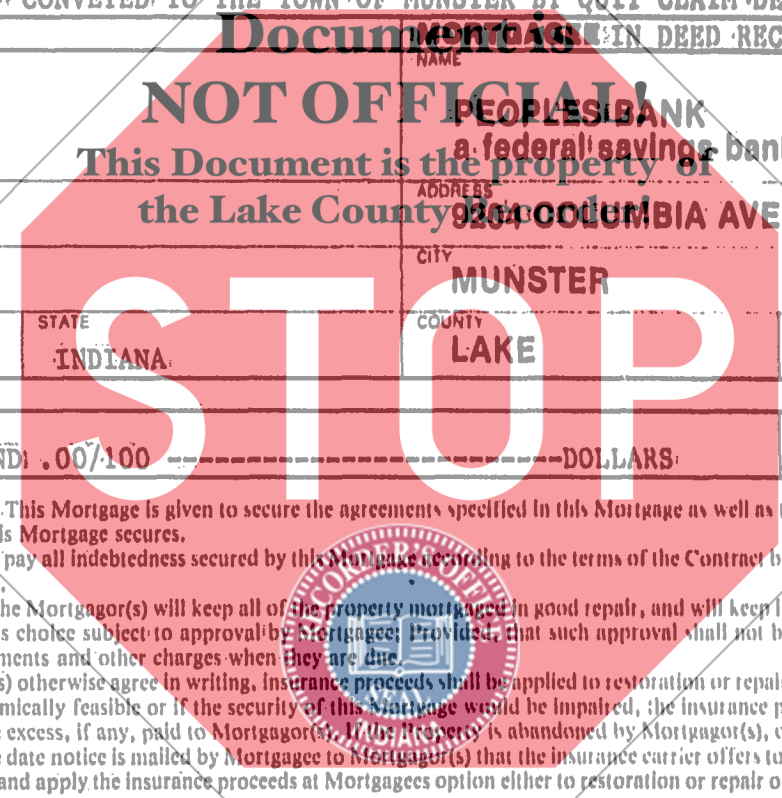 CONVEYED TO THE TOWN OF MUNSTER BY QUIT CLAIM
Document is
IN DEED
NAME
NOT OFFICIAL!
PEOPLES BANK
a federal savings
This Document is the property of
ADDRESS
the Lake County Recorder!
9204 COLUMBIA AVE
CITY
MUNSTER
STOP
STATE
COUNTY
INDIANA
LAKE
.00/100 ------------------------------DOLLARS
This Mortgage is given to secure the agreements specified in this Mortgage as well as
Mortgage secures.
pay all indebtedness secured by this Mortgage according to the terms of the Contract
RECORDER'S OFFICE
Mortgagor(s) will keep all of the property mortgaged in good repair, and will keep
choice subject to approval by Mortgagee; Provided, that such approval shall not
and other charges when they are due.
otherwise agree in writing, insurance proceeds shall be applied to restoration or
SEAL
feasible or if the security of this Mortgage would be impaired, the insurance
excess, if any, paid to Mortgagor(s). If the Property is abandoned by Mortgagor(s),
INDIANA
date notice is mailed by Mortgagee to Mortgagor(s) that the insurance carrier offers to
and apply the insurance proceeds at Mortgagees option either to restoration or repair